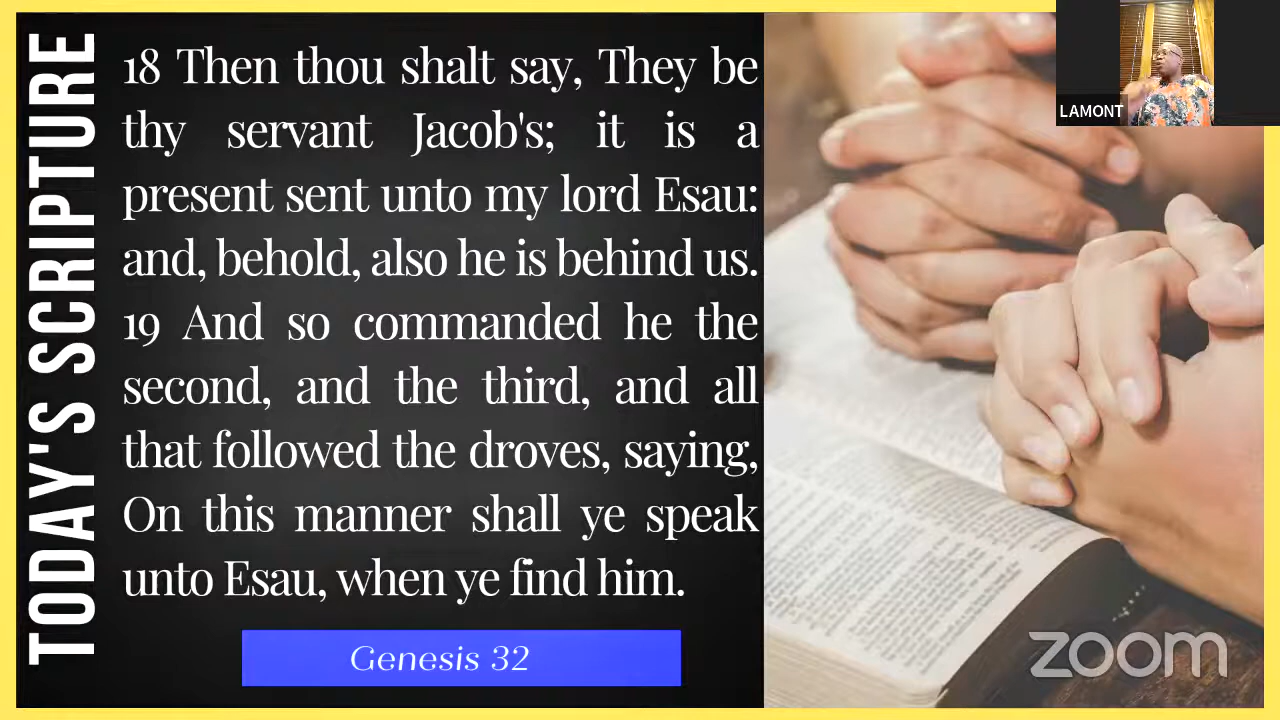 TODAY'S SCRIPTURE
18 Then thou shalt say, They be
thy servant Jacob's; it is a
present sent unto my lord Esau:
and, behold, also he is behind us.
19 And so commanded he the
second, and the third, and all
that followed the droves, saying,
On this manner shall ye speak
unto Esau, when ye find him.
Genesis 32
LAMONT
zoom